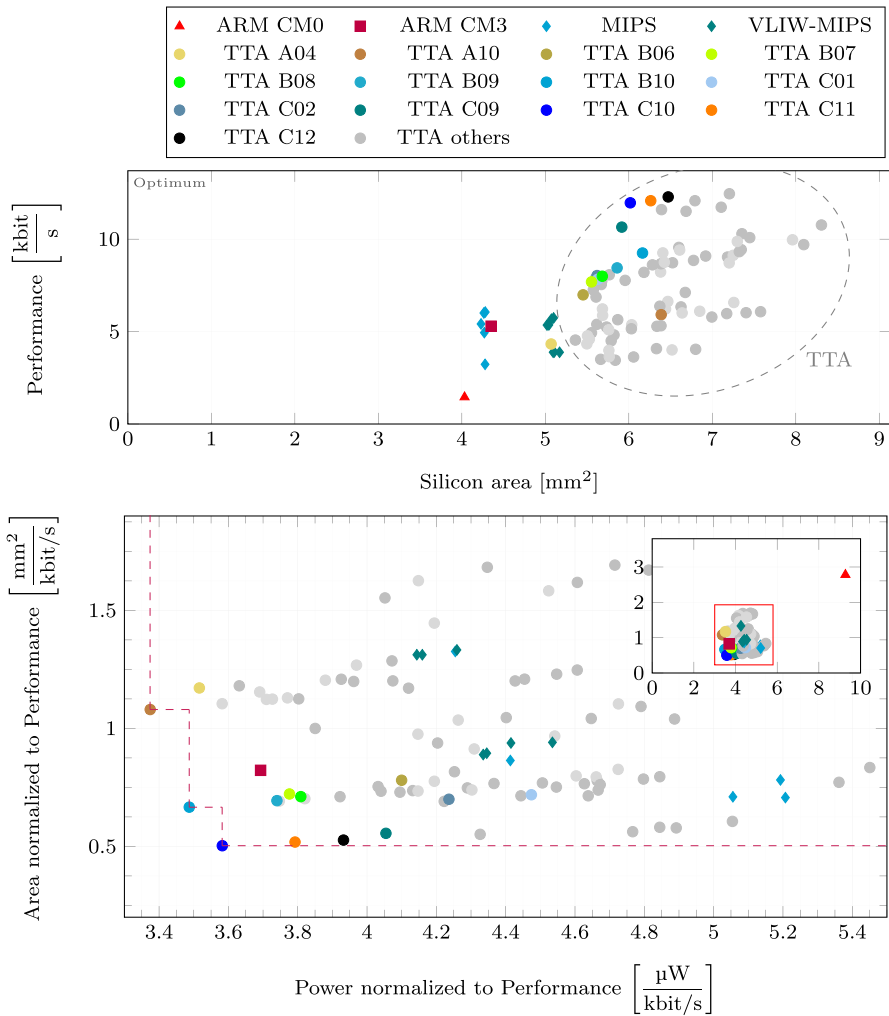 ARM CM0 ARM CM3 MIPS VLIW-MIPS
TTA A04 TTA A10 TTA B06 TTA B07
TTA B08 TTA B09 TTA B10 TTA C01
TTA C02 TTA C09 TTA C10 TTA C11
TTA C12 TTA others
Optimum
Performance [kbit/s]
10
5
0
TTA
0 1 2 3 4 5 6 7 8 9
Silicon area [mm²]
Area normalized to Performance [mm²/kbit/s]
1.5
1
0.5
3
2
1
0
0 2 4 6 8 10
3.4 3.6 3.8 4 4.2 4.4 4.6 4.8 5 5.2 5.4
Power normalized to Performance [µW/kbit/s]